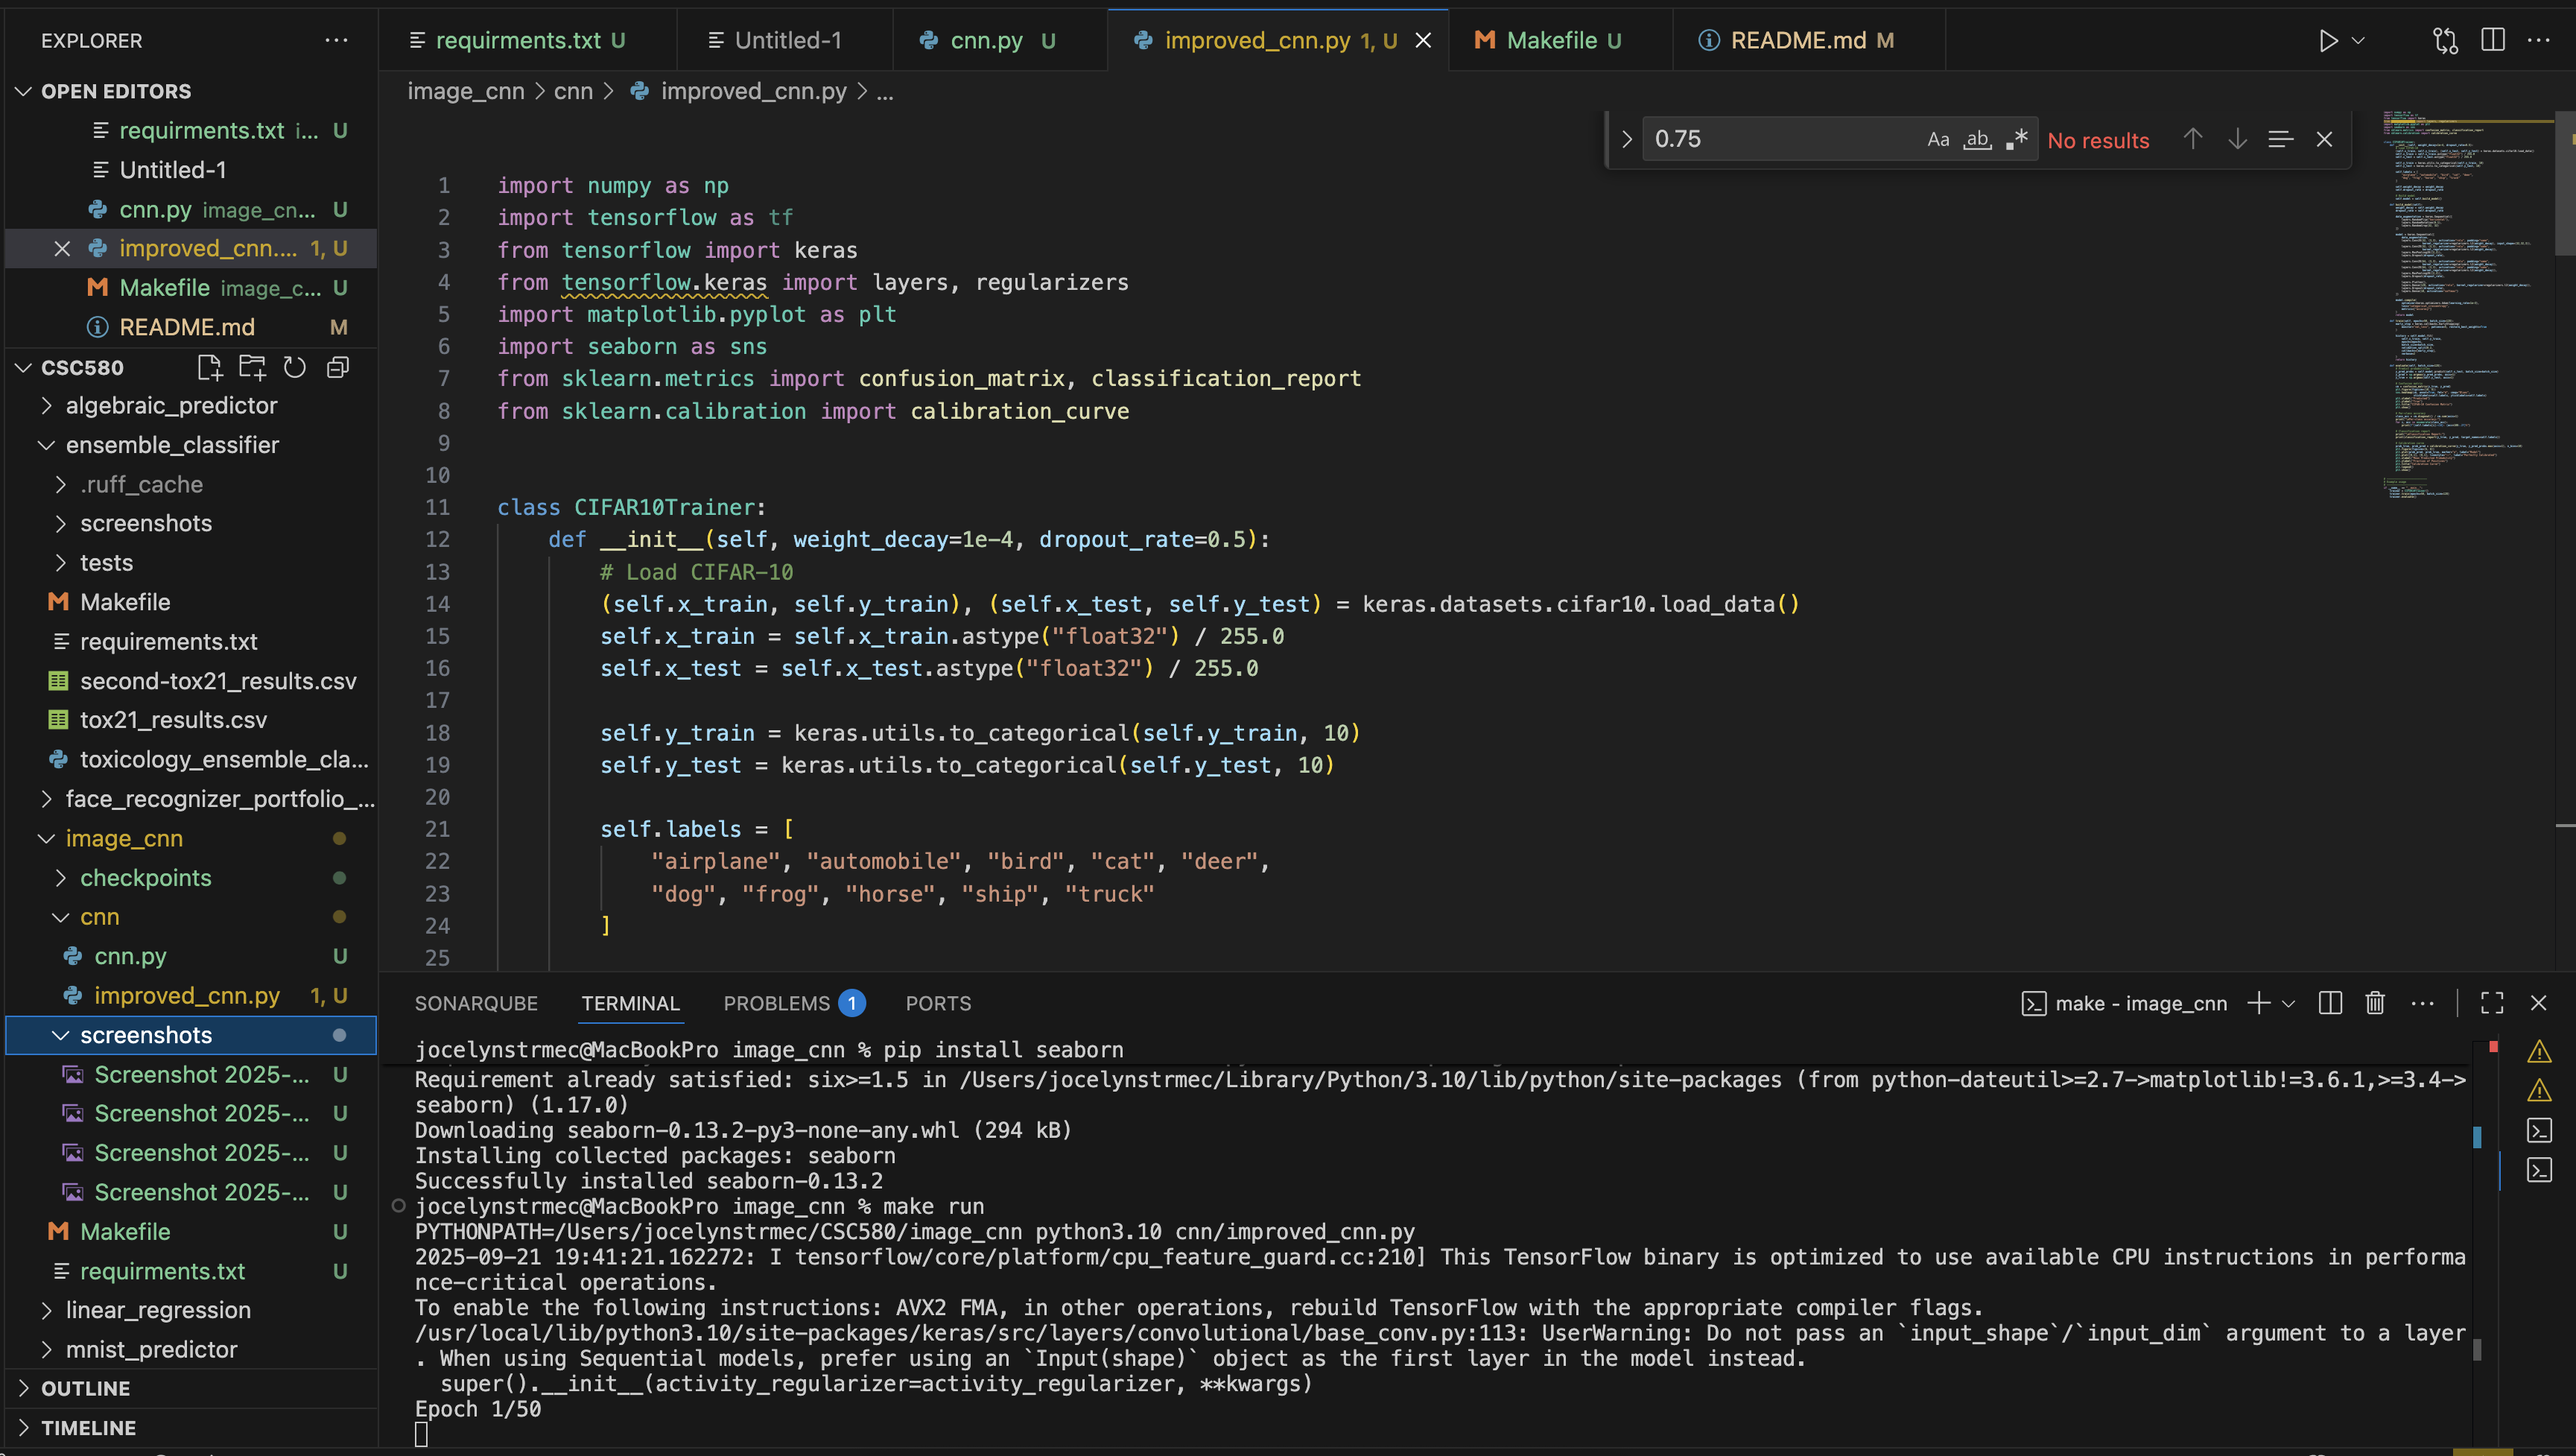 EXPLORER
OPEN EDITORS
requirments.txt i... U
Untitled-1
cnn.py image_cn... U
improved_cnn.... 1, U
Makefile image_c... U
README.md M
CSC580
algebraic_predictor
ensemble_classifier
.ruff_cache
screenshots
tests
Makefile
requirements.txt
second-tox21_results.csv
tox21_results.csv
toxicology_ensemble_cla...
face_recognizer_portfolio_...
image_cnn
checkpoints
cnn
cnn.py U
improved_cnn.py 1, U
screenshots
Screenshot 2025-... U
Screenshot 2025-... U
Screenshot 2025-... U
Screenshot 2025-... U
Makefile U
requirments.txt U
linear_regression
mnist_predictor
OUTLINE
TIMELINE
requirments.txt U Untitled-1 cnn.py U improved_cnn.py 1, U Makefile U README.md M
image_cnn > cnn > improved_cnn.py > ...
0.75 Aa ab No results
1 import numpy as np
2 import tensorflow as tf
3 from tensorflow import keras
4 from tensorflow.keras import layers, regularizers
5 import matplotlib.pyplot as plt
6 import seaborn as sns
7 from sklearn.metrics import confusion_matrix, classification_report
8 from sklearn.calibration import calibration_curve
9
10
11 class CIFAR10Trainer:
12 def __init__(self, weight_decay=1e-4, dropout_rate=0.5):
13 # Load CIFAR-10
14 (self.x_train, self.y_train), (self.x_test, self.y_test) = keras.datasets.cifar10.load_data()
15 self.x_train = self.x_train.astype("float32") / 255.0
16 self.x_test = self.x_test.astype("float32") / 255.0
17
18 self.y_train = keras.utils.to_categorical(self.y_train, 10)
19 self.y_test = keras.utils.to_categorical(self.y_test, 10)
20
21 self.labels = [
22 "airplane", "automobile", "bird", "cat", "deer",
23 "dog", "frog", "horse", "ship", "truck"
24 ]
25
SONARQUBE TERMINAL PROBLEMS 1 PORTS
make - image_cnn
jocelynstrmec@MacBookPro image_cnn % pip install seaborn
Requirement already satisfied: six>=1.5 in /Users/jocelynstrmec/Library/Python/3.10/lib/python/site-packages (from python-dateutil>=2.7->matplotlib!=3.6.1,>=3.4->
seaborn) (1.17.0)
Downloading seaborn-0.13.2-py3-none-any.whl (294 kB)
Installing collected packages: seaborn
Successfully installed seaborn-0.13.2
jocelynstrmec@MacBookPro image_cnn % make run
PYTHONPATH=/Users/jocelynstrmec/CSC580/image_cnn python3.10 cnn/improved_cnn.py
2025-09-21 19:41:21.162272: I tensorflow/core/platform/cpu_feature_guard.cc:210] This TensorFlow binary is optimized to use available CPU instructions in performa
nce-critical operations.
To enable the following instructions: AVX2 FMA, in other operations, rebuild TensorFlow with the appropriate compiler flags.
/usr/local/lib/python3.10/site-packages/keras/src/layers/convolutional/base_conv.py:113: UserWarning: Do not pass an `input_shape`/`input_dim` argument to a layer
. When using Sequential models, prefer using an `Input(shape)` object as the first layer in the model instead.
super().__init__(activity_regularizer=activity_regularizer, **kwargs)
Epoch 1/50